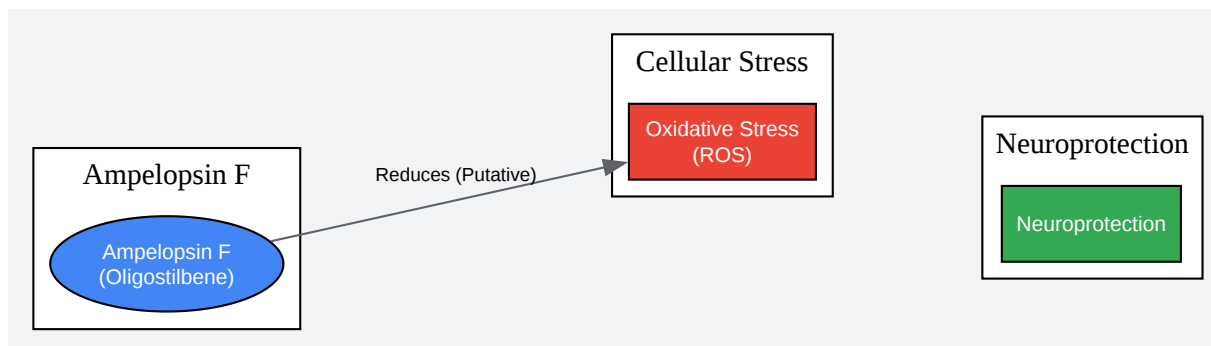 Ampelopsin F
Ampelopsin F
(Oligostilbene)
Reduces (Putative)
Cellular Stress
Oxidative Stress
(ROS)
Neuroprotection
Neuroprotection